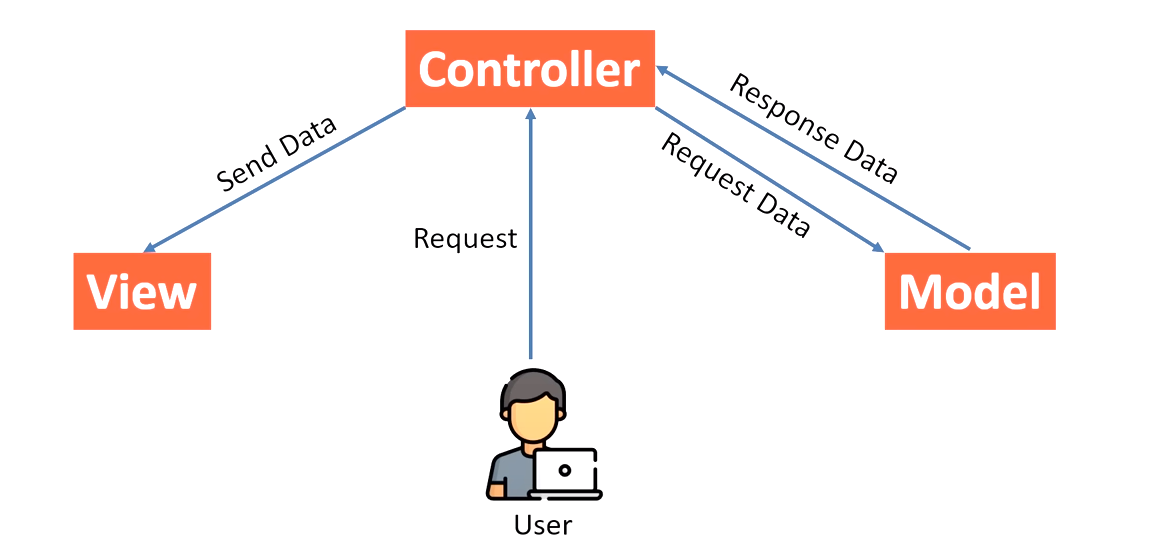 Controller
Send Data
Response Data
Request Data
Request
View
Model
User